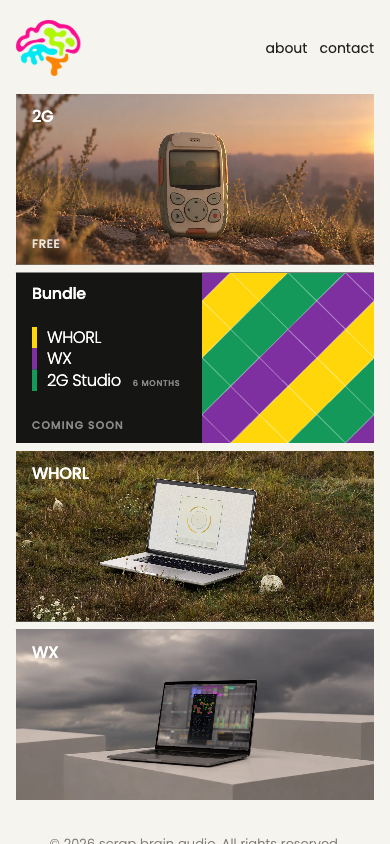 about contact
2G
FREE
Bundle
WHORL
WX
2G Studio 6 MONTHS
COMING SOON
WHORL
WX
© 2026 scrap brain audio. All rights reserved